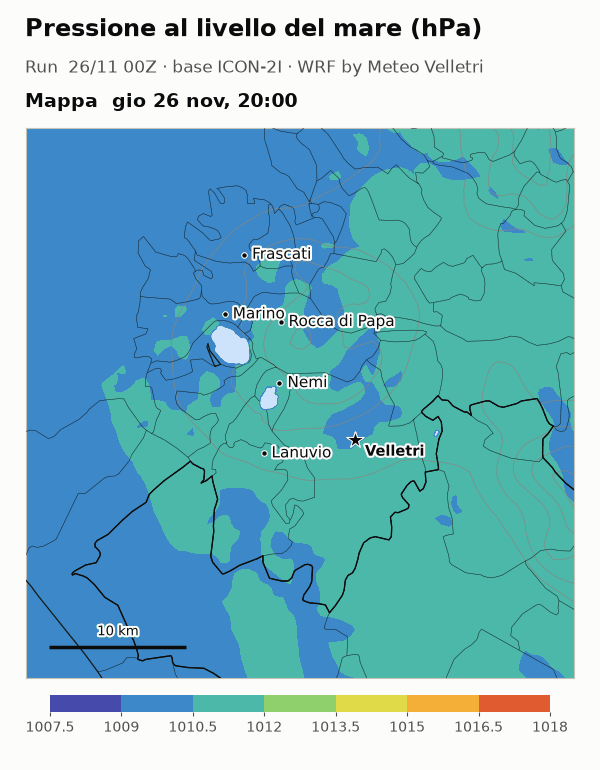 Pressione al livello del mare (hPa)
Run  26/11 00Z · base ICON-2I · WRF by Meteo Velletri
Mappa  gio 26 nov, 20:00
Frascati
Marino
Rocca di Papa
Nemi
Velletri
Lanuvio
10 km
1007.5 1009 1010.5 1012 1013.5 1015 1016.5 1018